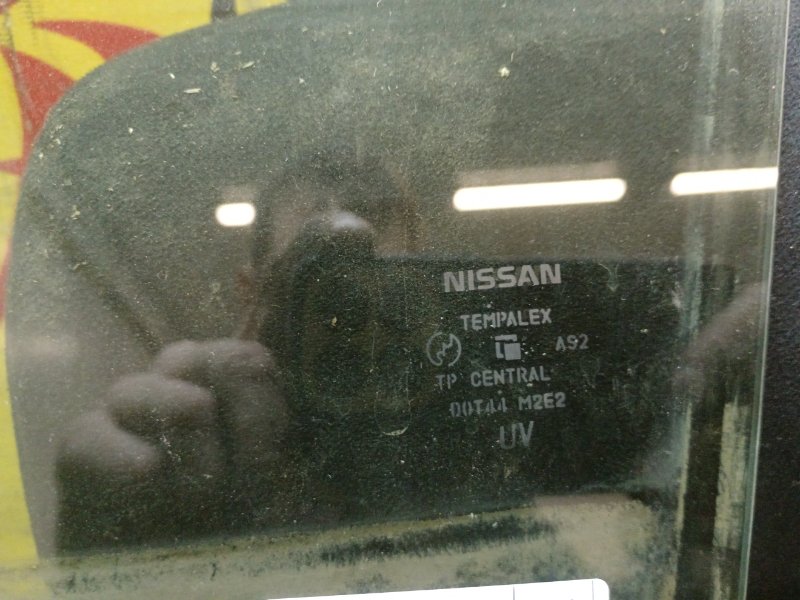 NISSAN
TEMPALEX
A92
TP CENTRAL
DOT44 M2E2
UV